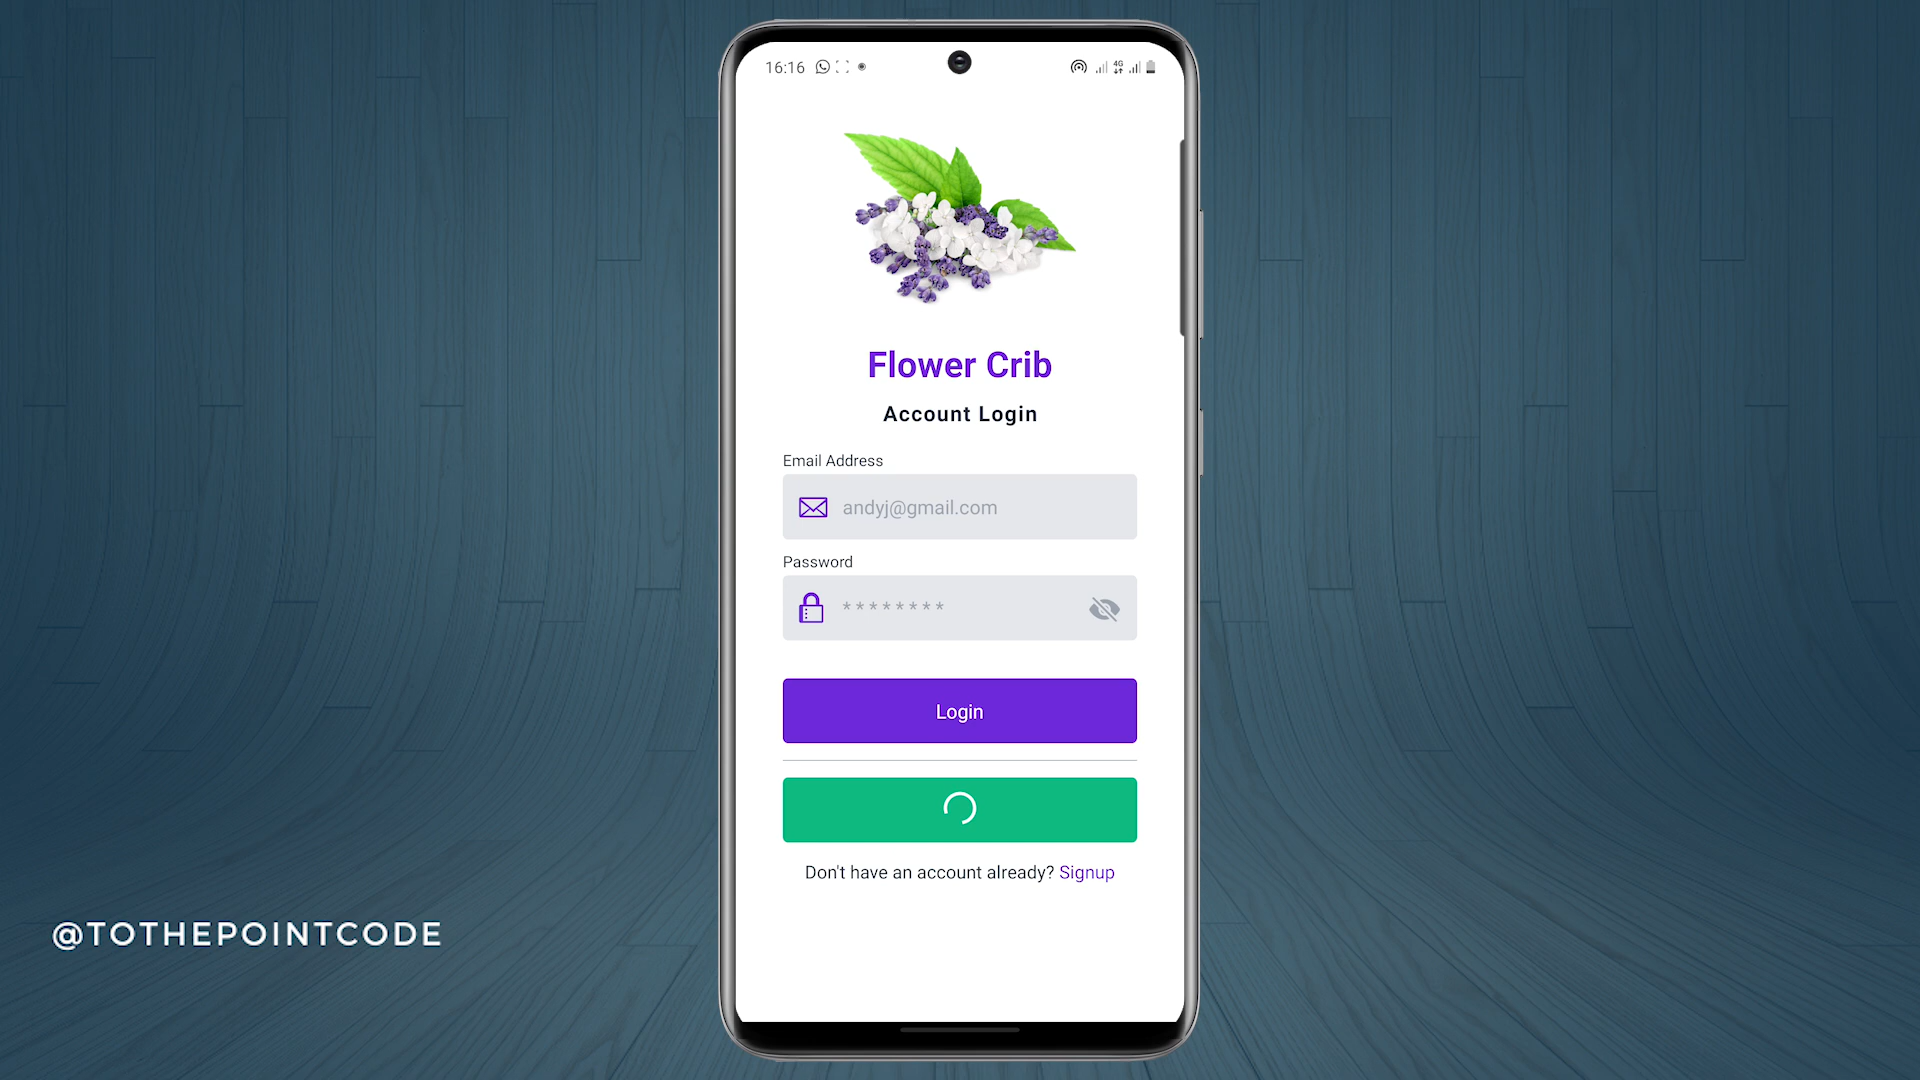 16:16
4G
Flower Crib
Account Login
Email Address
andyj@gmail.com
Password
********
Login
Don't have an account already? Signup
@TOTHEPOINTCODE